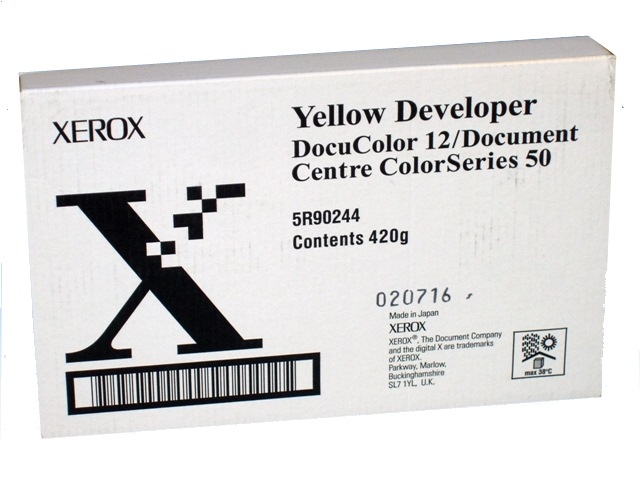 XEROX
Yellow Developer
DocuColor 12/Document
Centre ColorSeries 50
5R90244
Contents 420g
020716
Made in Japan
XEROX
XEROX®, The Document Company
and the digital X are trademarks
of XEROX.
Parkway, Marlow,
Buckinghamshire
SL7 1YL, U.K.
max 38°C